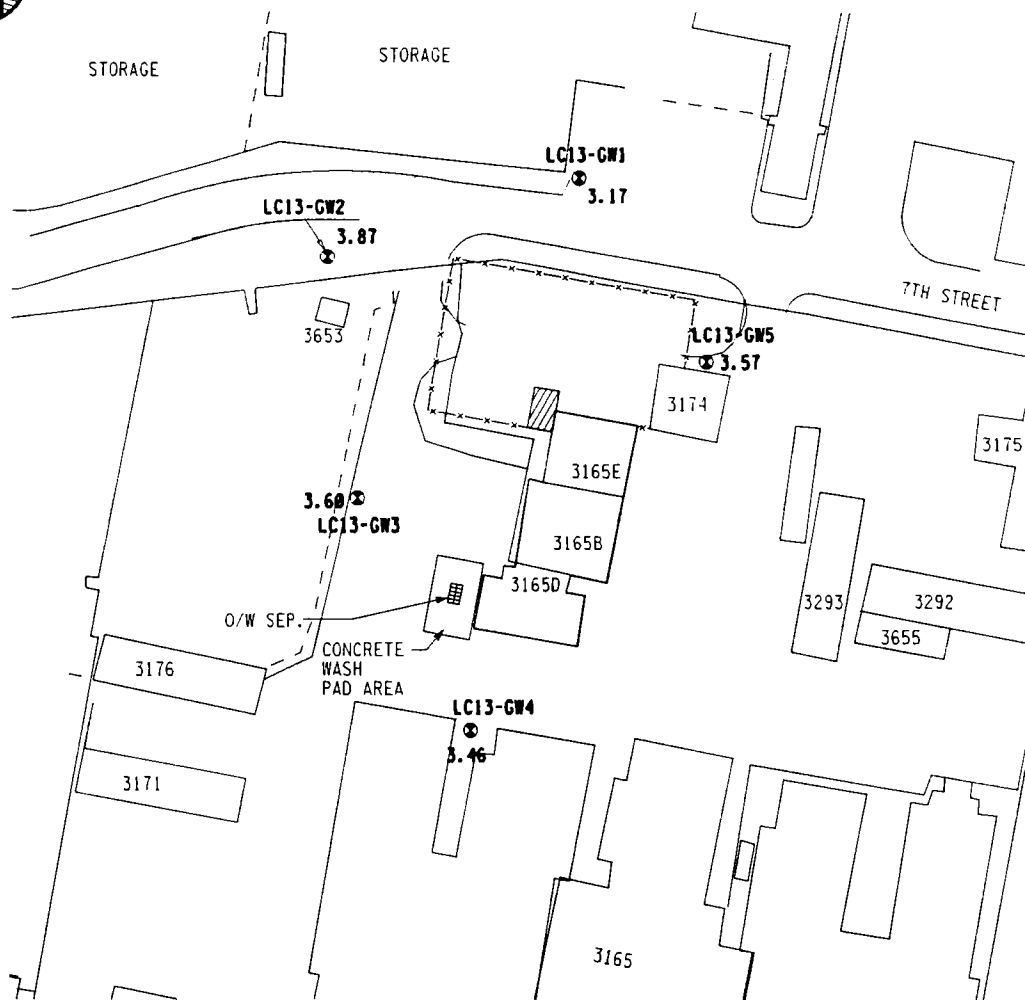 STORAGE
STORAGE
LC13-GW1
3.17
LC13-GW2
3.87
7TH STREET
3653
LC13-GW5
3.57
3174
3175
3165E
3.60
LC13-GW3
3165B
3165D
3293
3292
O/W SEP.
3655
CONCRETE
WASH
PAD AREA
3176
LC13-GW4
3.46
3171
3165